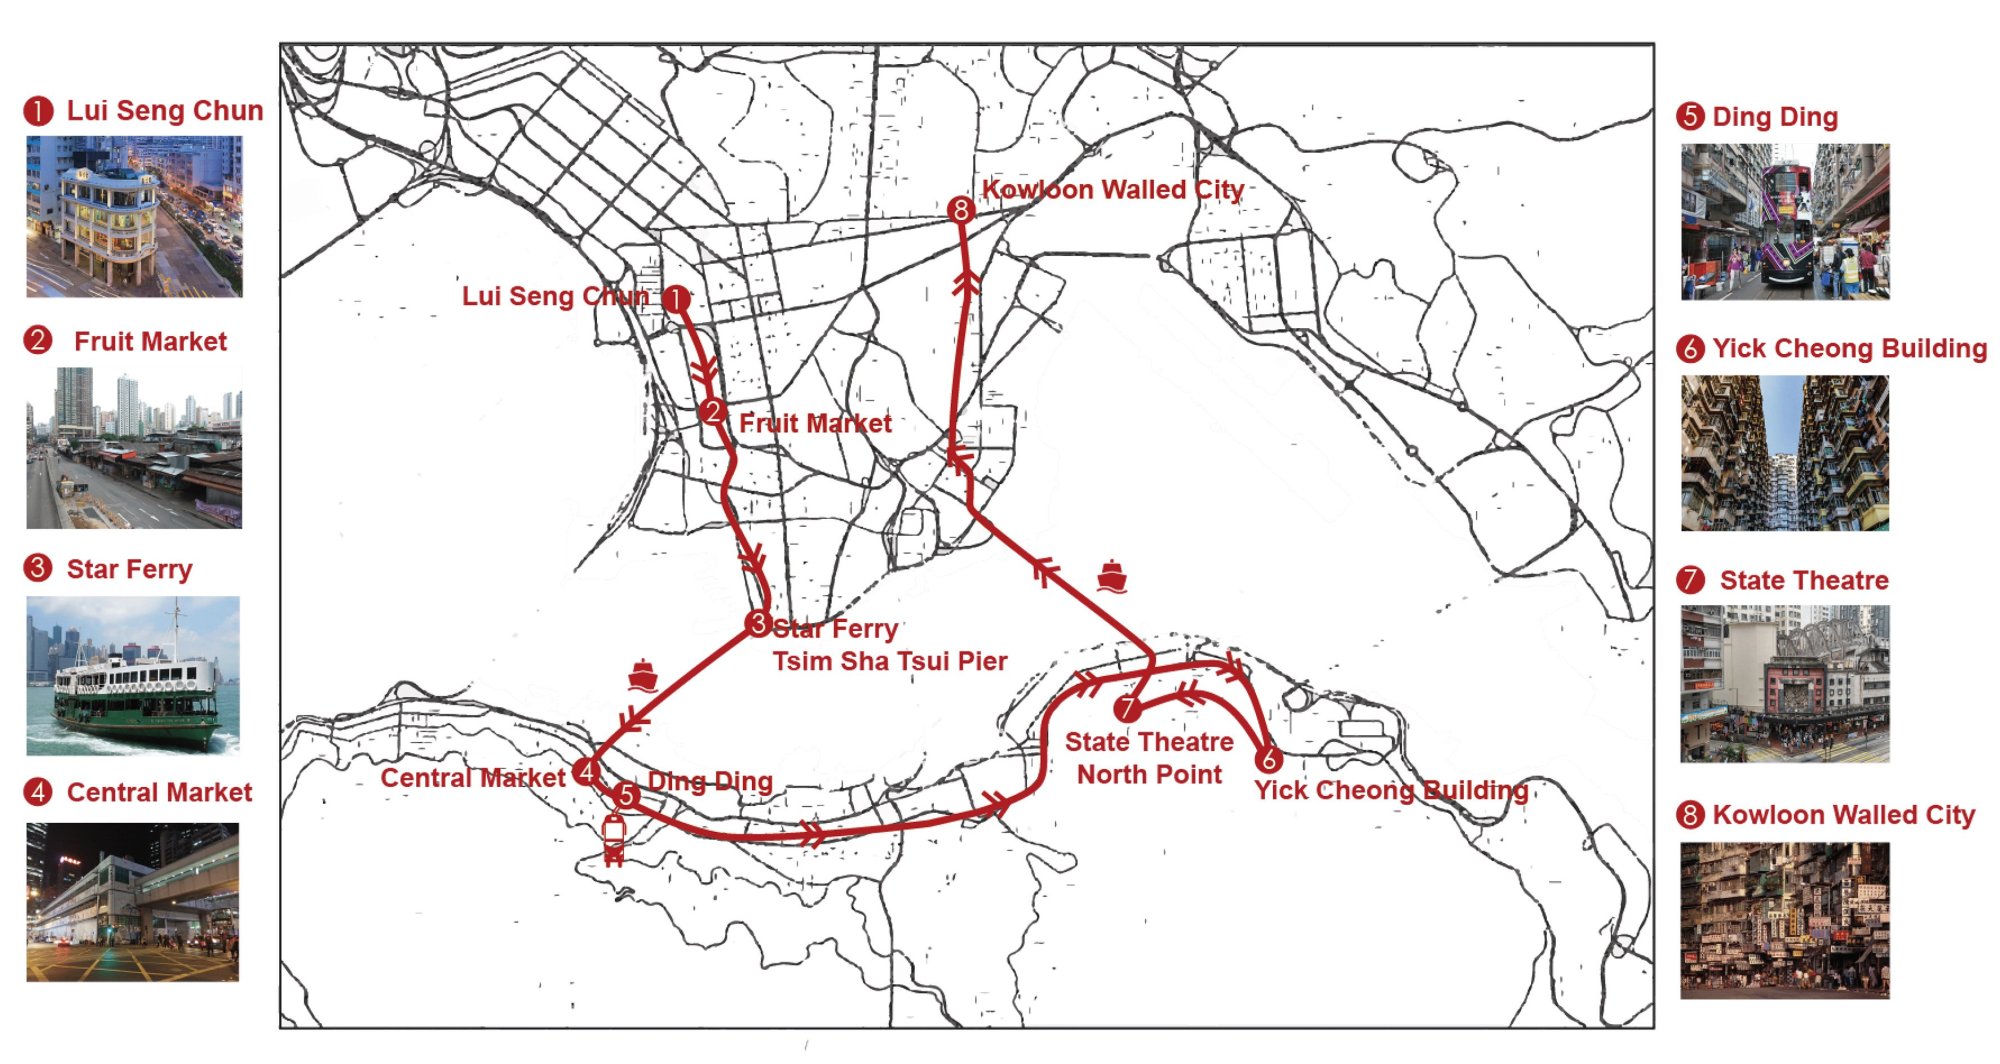 1 Lui Seng Chun
2 Fruit Market
3 Star Ferry
4 Central Market
Kowloon Walled City
8
Lui Seng Chun 1
2 Fruit Market
3 Star Ferry
Tsim Sha Tsui Pier
Central Market 4
5 Ding Ding
7
State Theatre
North Point
6
Yick Cheong Building
5 Ding Ding
6 Yick Cheong Building
7 State Theatre
8 Kowloon Walled City